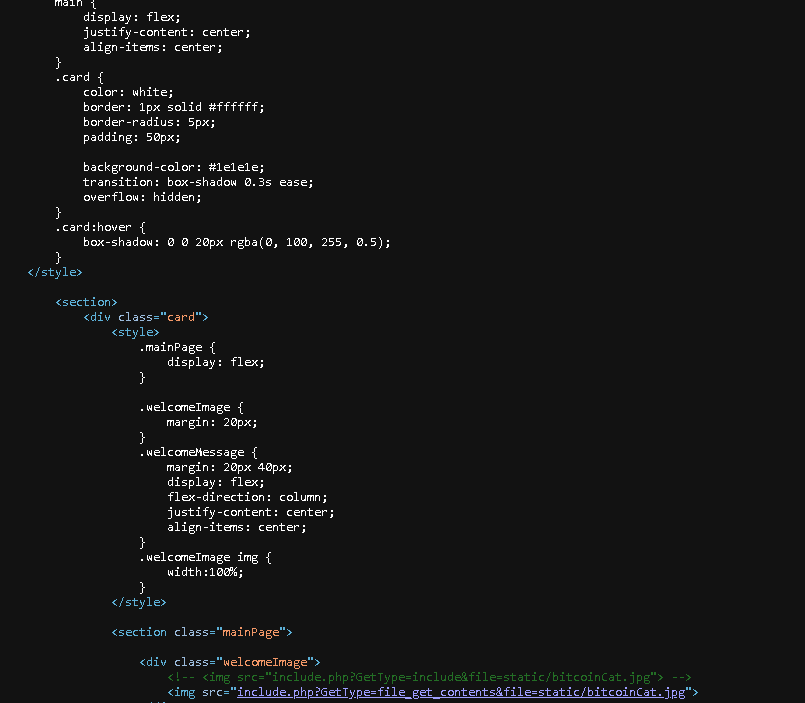 main {
display: flex;
justify-content: center;
align-items: center;
}
.card {
color: white;
border: 1px solid #ffffff;
border-radius: 5px;
padding: 50px;
background-color: #1e1e1e;
transition: box-shadow 0.3s ease;
overflow: hidden;
}
.card:hover {
box-shadow: 0 0 20px rgba(0, 100, 255, 0.5);
}
</style>
<section>
<div class="card">
<style>
.mainPage {
display: flex;
}
.welcomeImage {
margin: 20px;
}
.welcomeMessage {
margin: 20px 40px;
display: flex;
flex-direction: column;
justify-content: center;
align-items: center;
}
.welcomeImage img {
width:100%;
}
</style>
<section class="mainPage">
<div class="welcomeImage">
<!-- <img src="include.php?GetType=include&file=static/bitcoinCat.jpg"> -->
<img src="include.php?GetType=file_get_contents&file=static/bitcoinCat.jpg">